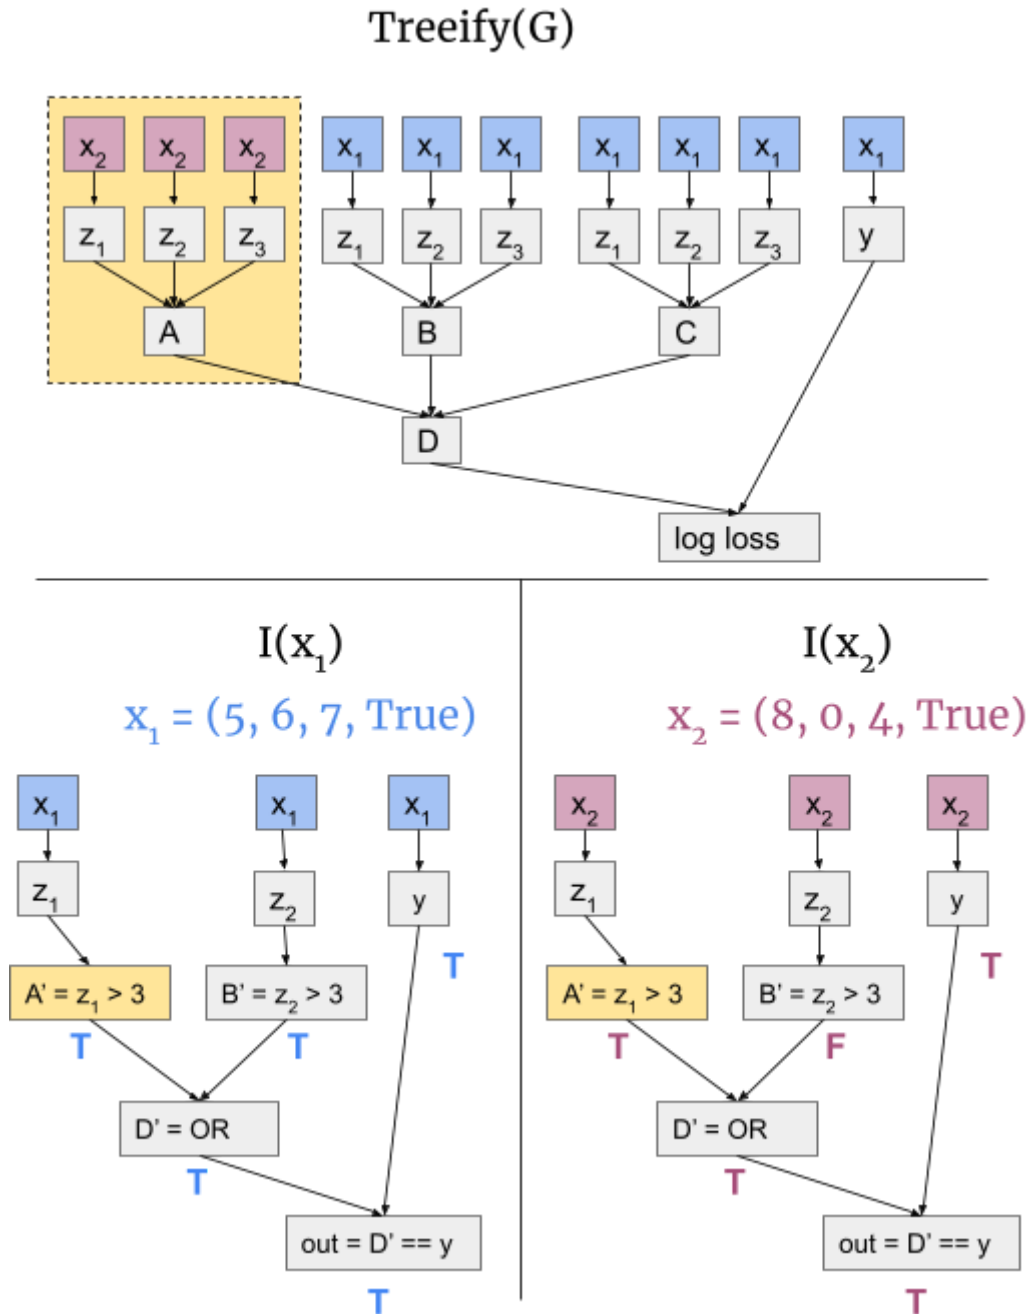 Treeify(G)
x₂ x₂ x₂ x₁ x₁ x₁ x₁ x₁ x₁ x₁
z₁ z₂ z₃ z₁ z₂ z₃ z₁ z₂ z₃ y
A B C
D
log loss
I(x₁)
x₁ = (5, 6, 7, True)
x₁ x₁ x₁
z₁ z₂ y
T
A' = z₁ > 3 B' = z₂ > 3
T T
D' = OR
T
out = D' == y
T
I(x₂)
x₂ = (8, 0, 4, True)
x₂ x₂ x₂
z₁ z₂ y
T
A' = z₁ > 3 B' = z₂ > 3
T F
D' = OR
T
out = D' == y
T